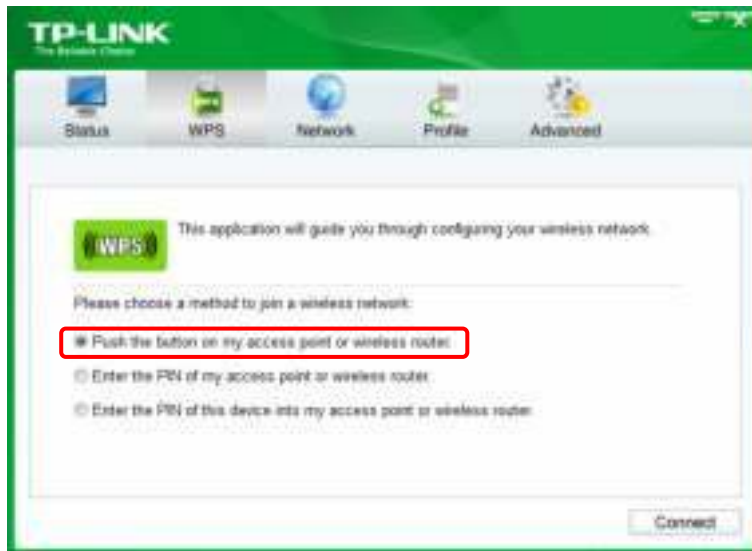 TP-LINK
The Reliable Choice
Status WPS Network Profile Advanced
WPS
This application will guide you through configuring your wireless network.
Please choose a method to join a wireless network:
Push the button on my access point or wireless router.
Enter the PIN of my access point or wireless router.
Enter the PIN of this device into my access point or wireless router.
Connect